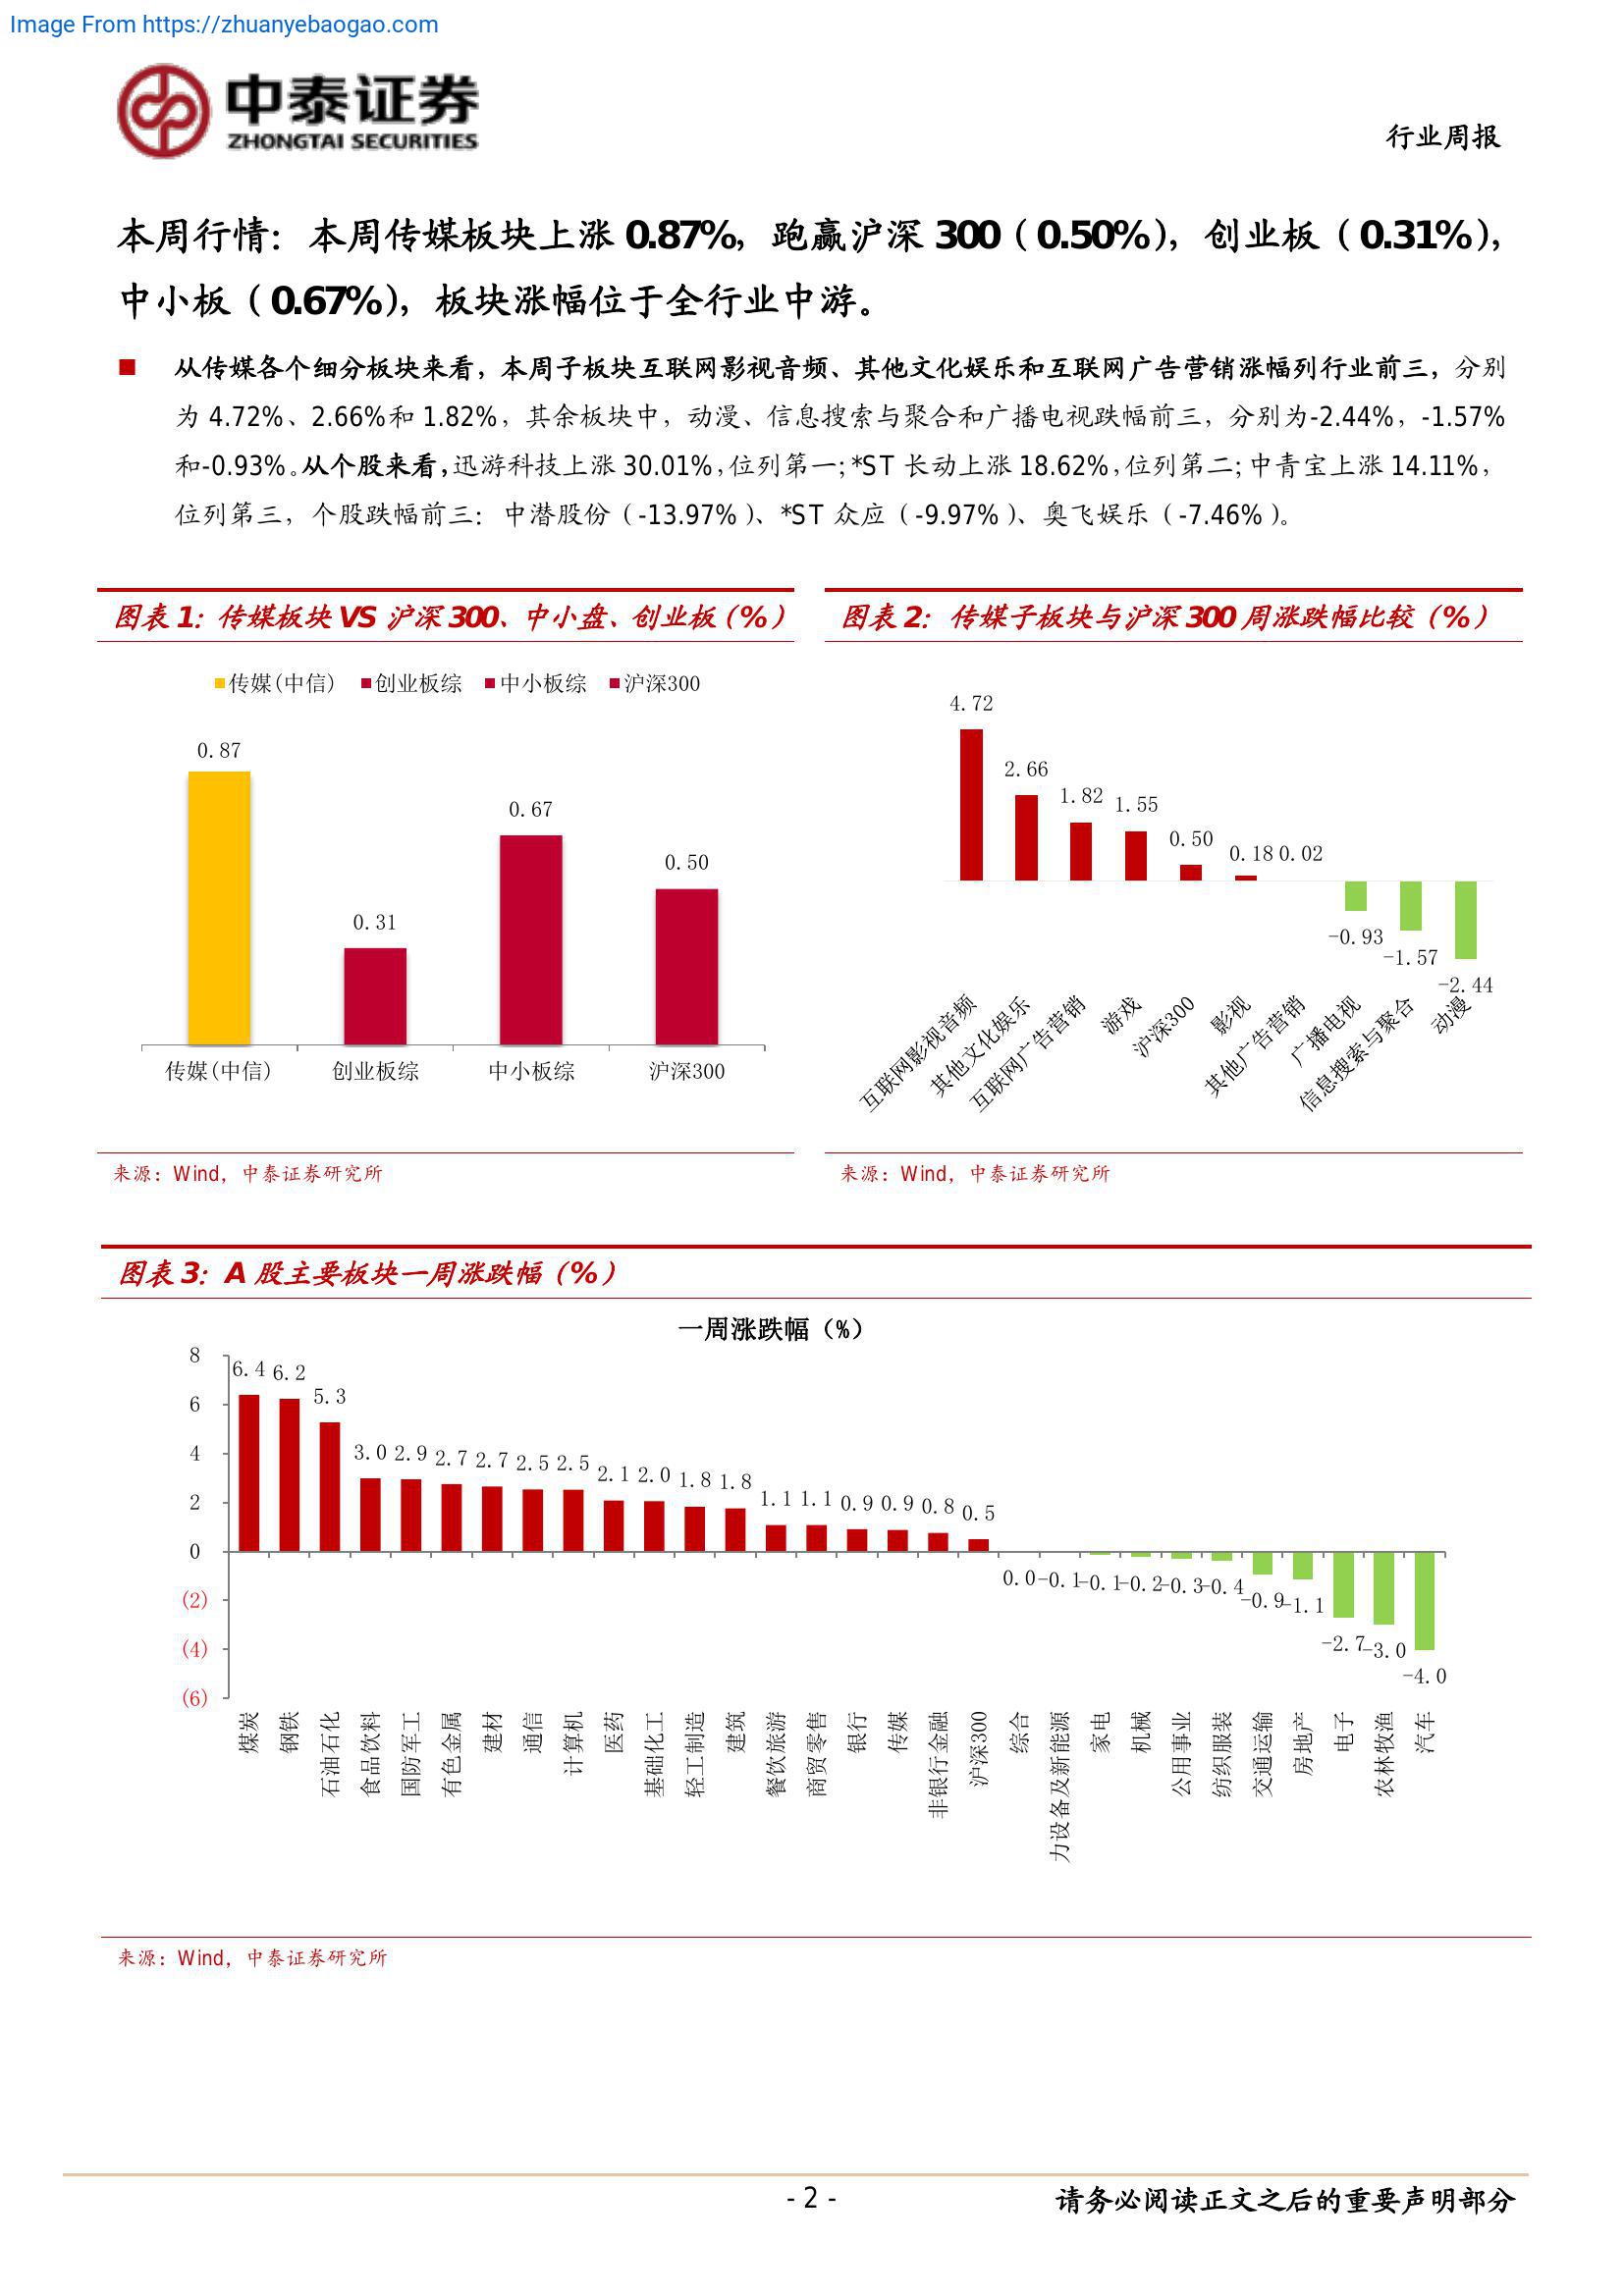 Image From https://zhuanyebaogao.com
中泰证券
ZHONGTAI SECURITIES
行业周报
本周行情：本周传媒板块上涨 0.87%，跑赢沪深 300（0.50%），创业板（0.31%），
中小板（0.67%），板块涨幅位于全行业中游。
■ 从传媒各个细分板块来看，本周子板块互联网影视音频、其他文化娱乐和互联网广告营销涨幅列行业前三，分别
为 4.72%、2.66%和 1.82%，其余板块中，动漫、信息搜索与聚合和广播电视跌幅前三，分别为-2.44%，-1.57%
和-0.93%。从个股来看，迅游科技上涨 30.01%，位列第一；*ST 长动上涨 18.62%，位列第二；中青宝上涨 14.11%，
位列第三，个股跌幅前三：中潜股份（-13.97%）、*ST 众应（-9.97%）、奥飞娱乐（-7.46%）。
图表 1：传媒板块 VS 沪深 300、中小盘、创业板（%）
传媒(中信) 创业板综 中小板综 沪深300
0.87
0.31
0.67
0.50
传媒(中信) 创业板综 中小板综 沪深300
来源：Wind，中泰证券研究所
图表 2：传媒子板块与沪深 300 周涨跌幅比较（%）
4.72
2.66
1.82
1.55
0.50
0.18
0.02
-0.93
-1.57
-2.44
互联网影视音频
其他文化娱乐
互联网广告营销
游戏
沪深300
影视
其他广告营销
广播电视
信息搜索与聚合
动漫
来源：Wind，中泰证券研究所
图表 3：A 股主要板块一周涨跌幅（%）
一周涨跌幅（%）
8
6
4
2
0
(2)
(4)
(6)
6.4 6.2 5.3 3.0 2.9 2.7 2.7 2.5 2.5 2.1 2.0 1.8 1.8 1.1 1.1 0.9 0.9 0.8 0.5 0.0 -0.1 -0.1 -0.2 -0.3 -0.4 -0.9 -1.1 -2.7 -3.0 -4.0
煤炭
钢铁
石油石化
食品饮料
国防军工
有色金属
建材
通信
计算机
医药
基础化工
轻工制造
建筑
餐饮旅游
商贸零售
银行
传媒
非银行金融
沪深300
综合
力设备及新能源
家电
机械
公用事业
纺织服装
交通运输
房地产
电子
农林牧渔
汽车
来源：Wind，中泰证券研究所
- 2 -
请务必阅读正文之后的重要声明部分